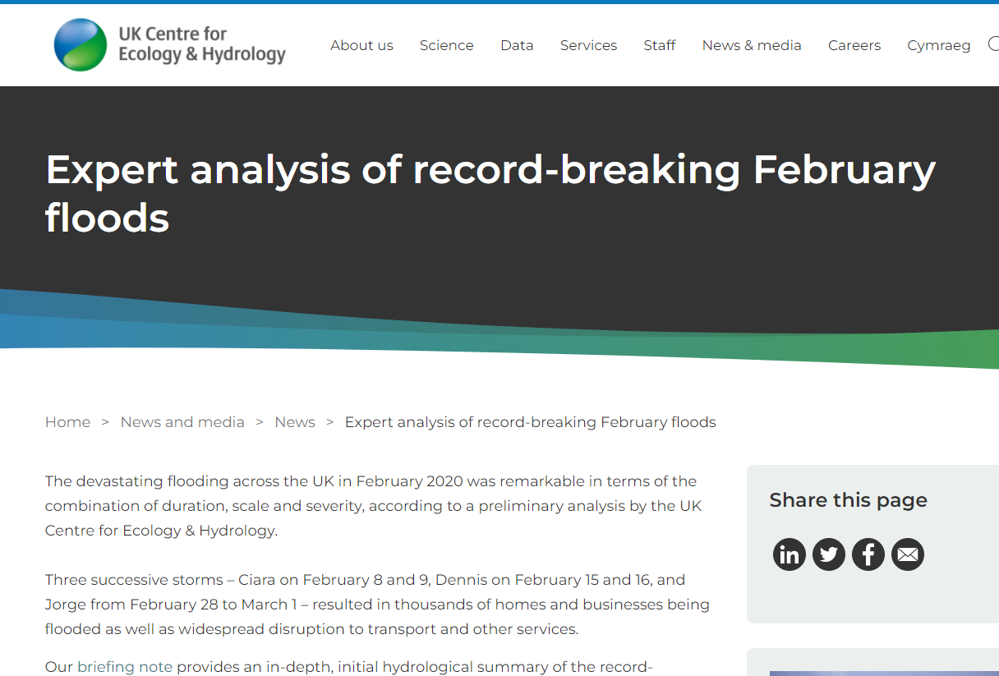 UK Centre for
Ecology & Hydrology
About us Science Data Services Staff News & media Careers Cymraeg
Expert analysis of record-breaking February
floods
Home > News and media > News > Expert analysis of record-breaking February floods
The devastating flooding across the UK in February 2020 was remarkable in terms of the
combination of duration, scale and severity, according to a preliminary analysis by the UK
Centre for Ecology & Hydrology.
Three successive storms – Ciara on February 8 and 9, Dennis on February 15 and 16, and
Jorge from February 28 to March 1 – resulted in thousands of homes and businesses being
flooded as well as widespread disruption to transport and other services.
Our briefing note provides an in-depth, initial hydrological summary of the record-
Share this page
in
f